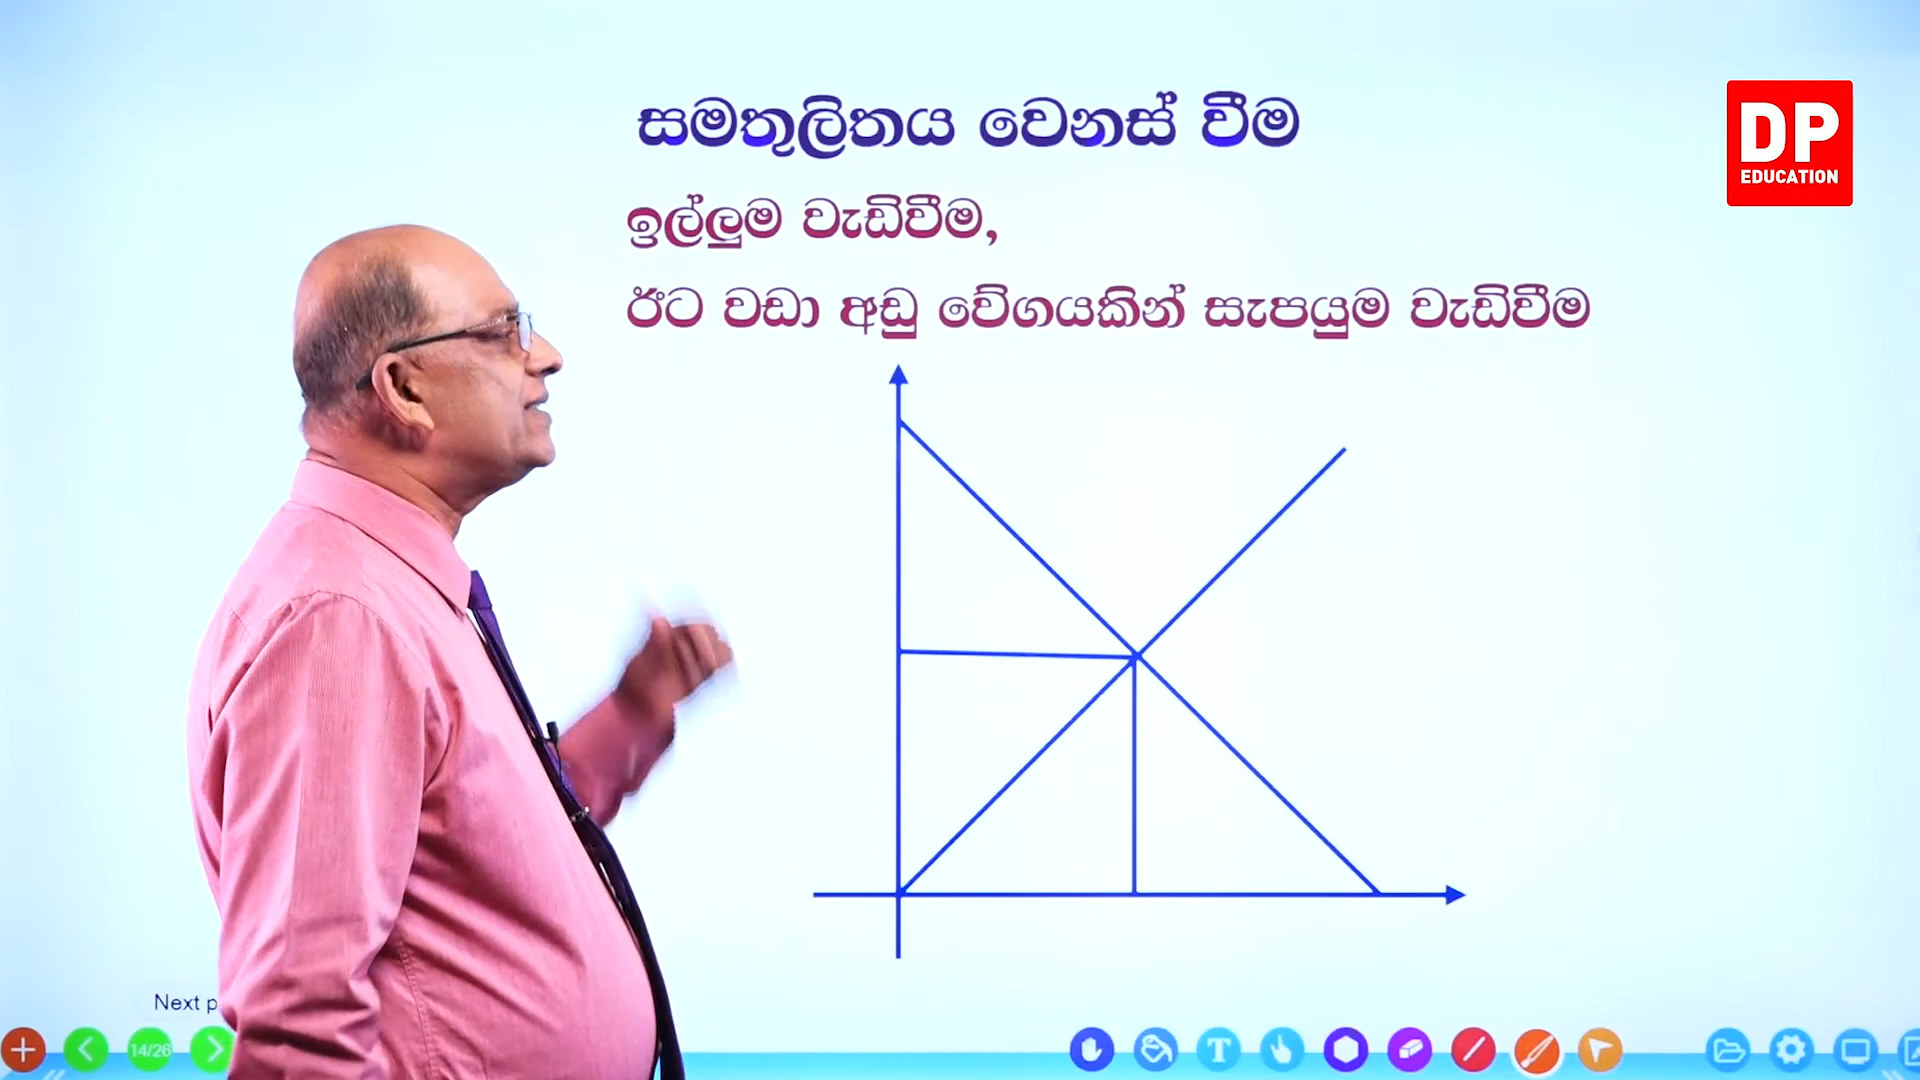 සමතුලිතය වෙනස් වීම
DP
EDUCATION
ඉල්ලුම වැඩිවීම,
ඊට වඩා අඩු වේගයකින් සැපයුම වැඩිවීම
Next p
14/26
T